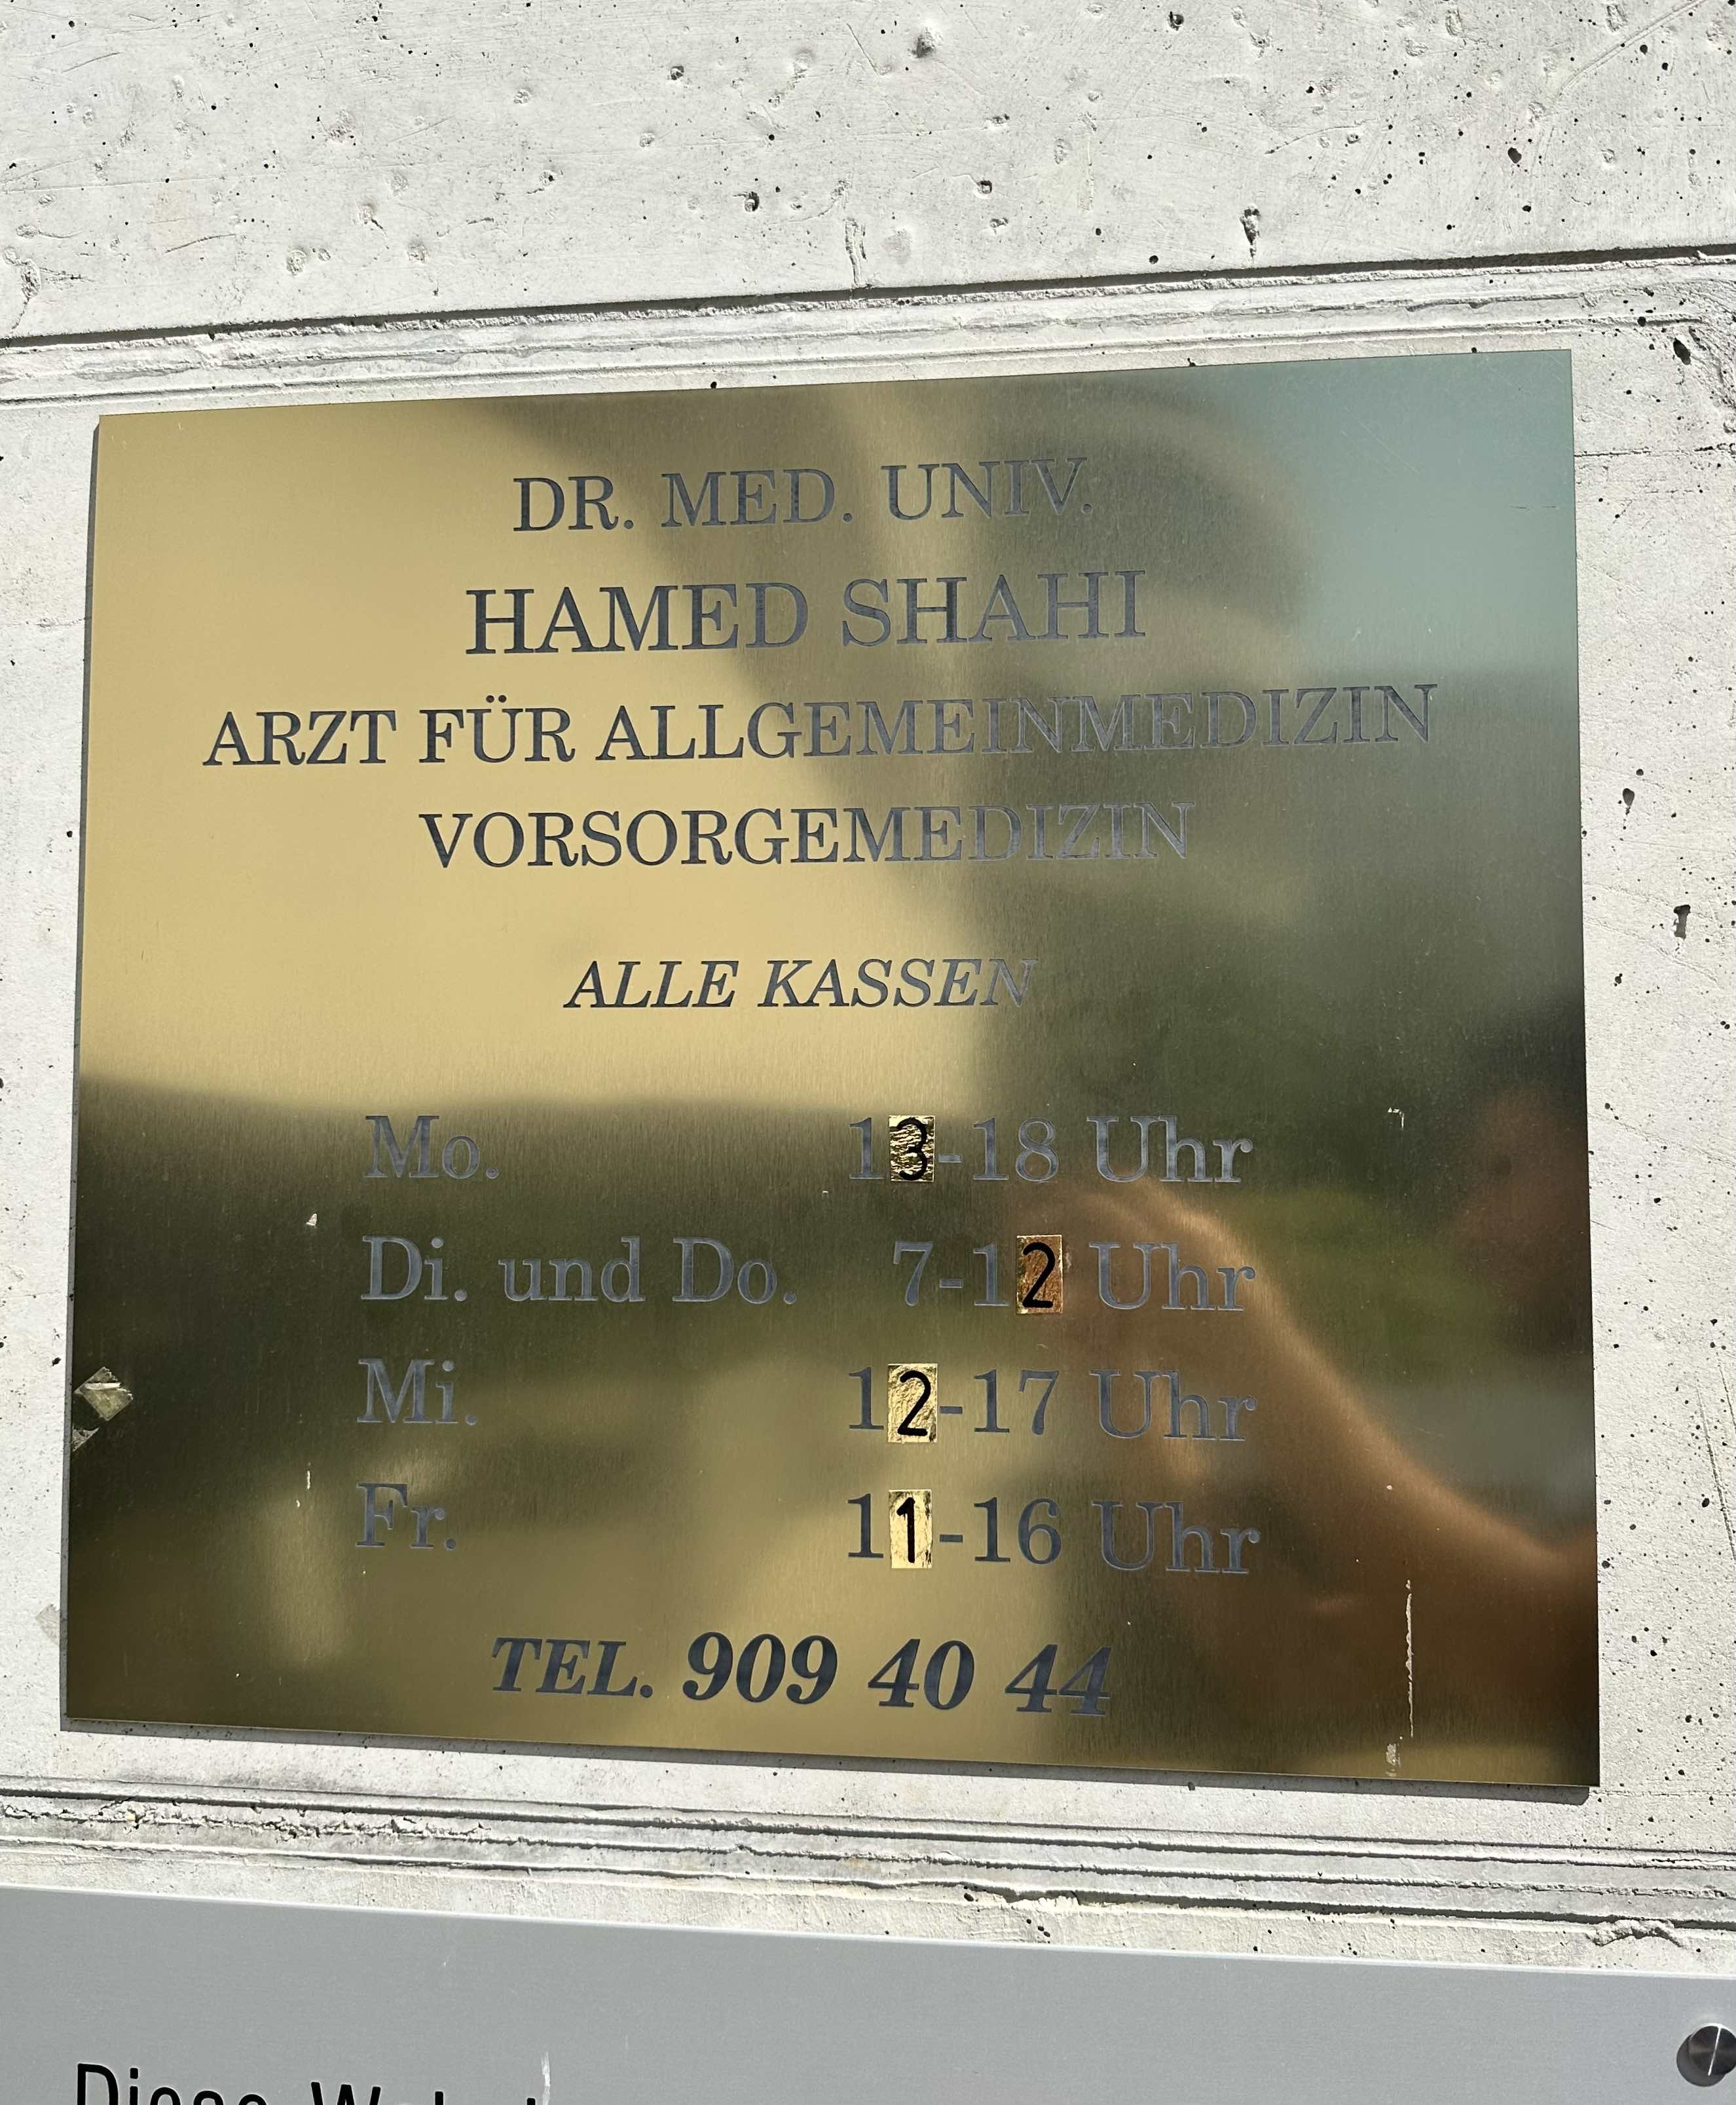 DR. MED. UNIV.
HAMED SHAHI
ARZT FÜR ALLGEMEINMEDIZIN
VORSORGEMEDIZIN
ALLE KASSEN
Mo. 13-18 Uhr
Di. und Do. 7-12 Uhr
Mi. 12-17 Uhr
Fr. 11-16 Uhr
TEL. 909 40 44
Diese